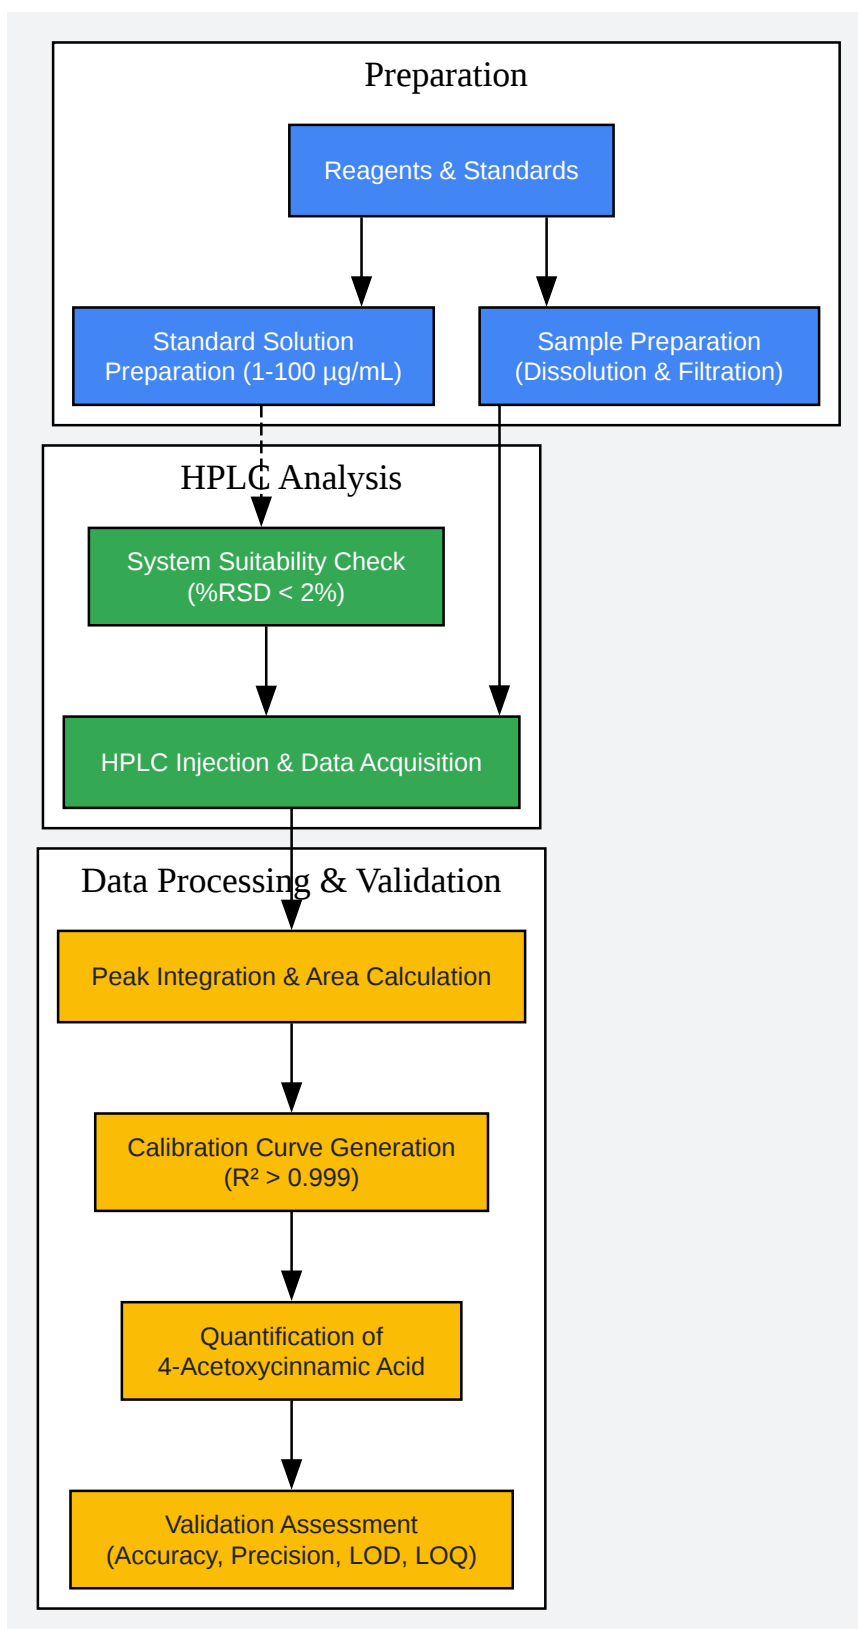 Preparation
Reagents & Standards
Standard Solution
Preparation (1-100 µg/mL)
Sample Preparation
(Dissolution & Filtration)
HPLC Analysis
System Suitability Check
(%RSD < 2%)
HPLC Injection & Data Acquisition
Data Processing & Validation
Peak Integration & Area Calculation
Calibration Curve Generation
(R² > 0.999)
Quantification of
4-Acetoxycinnamic Acid
Validation Assessment
(Accuracy, Precision, LOD, LOQ)